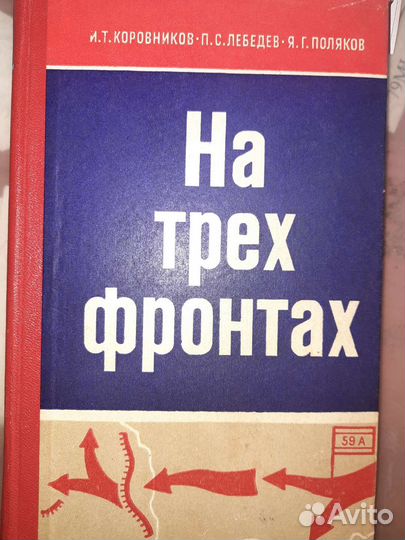 И.Т. КОРОВНИКОВ · П.С. ЛЕБЕДЕВ · Я.Г. ПОЛЯКОВ
На
трех
фронтах
59 А
Avito